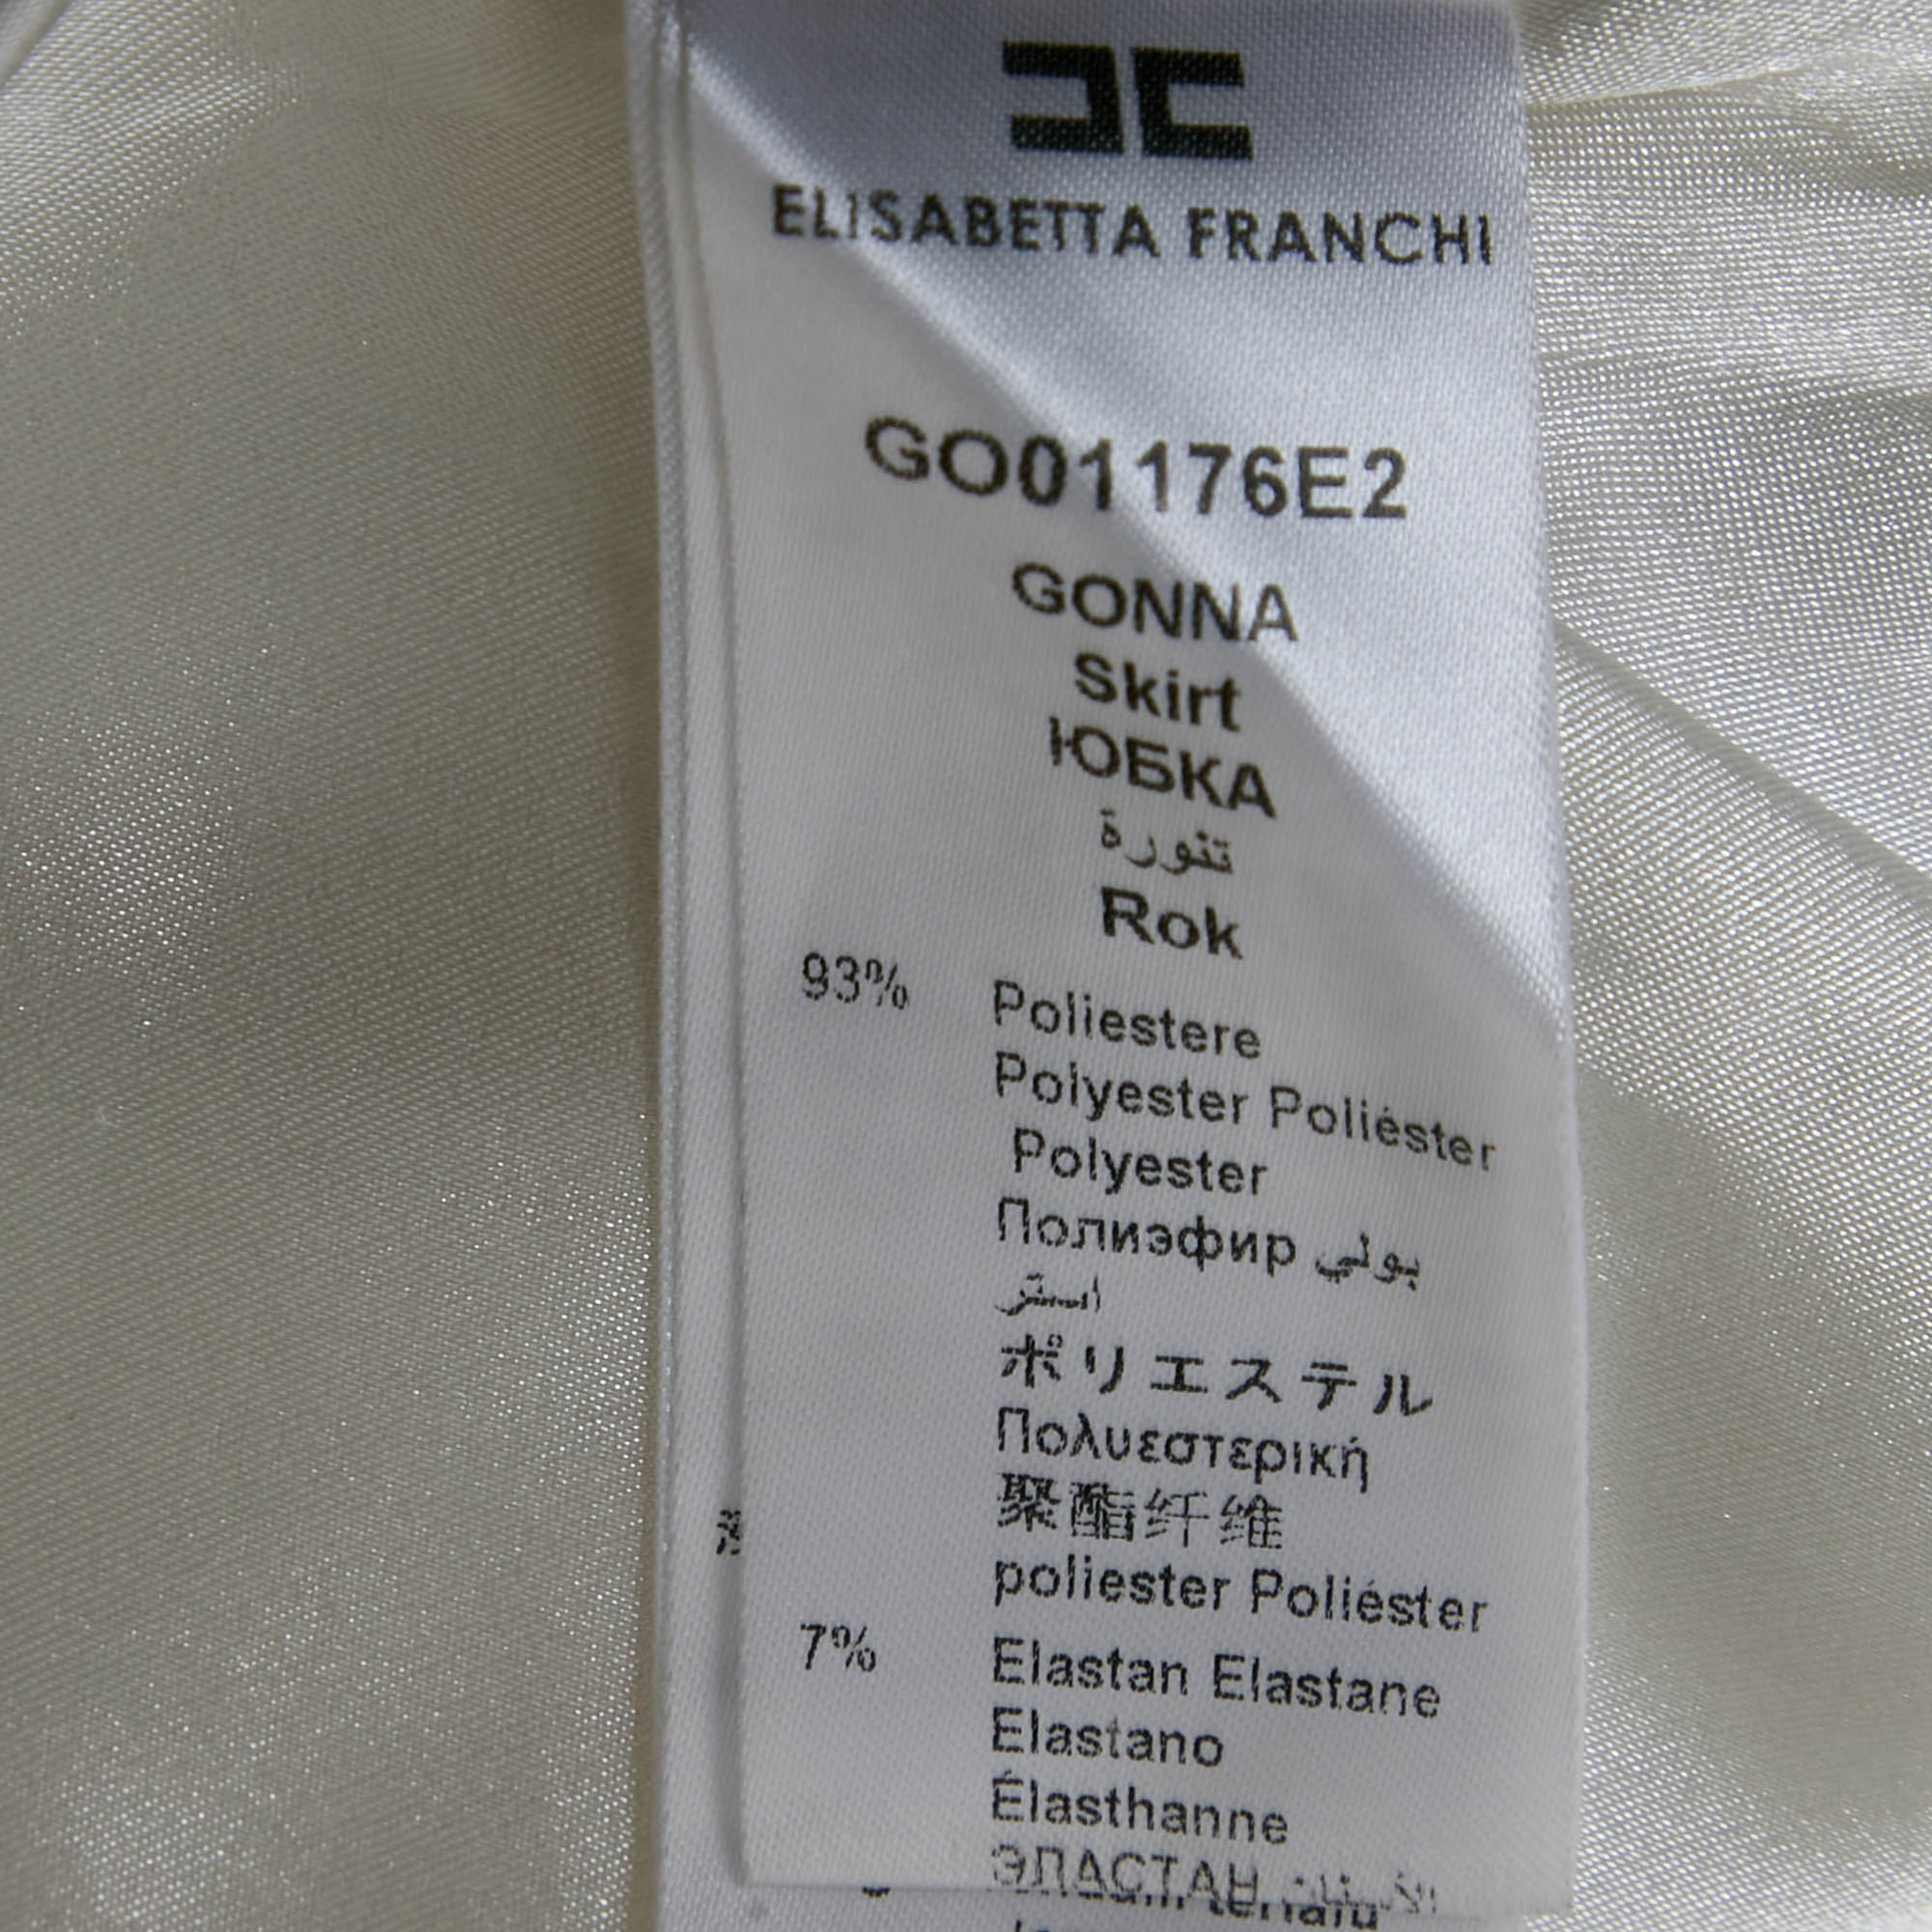 ELISABETTA FRANCHI
GO01176E2
GONNA
Skirt
ЮБКА
تنورة
Rok
93% Poliestere
Polyester Poliéster
Polyester
Полиэфир بولي
استر
ポリエステル
Πολυεστερική
聚酯纤维
poliester Poliéster
7% Elastan Elastane
Elastano
Élasthanne
ЭЛАСТАН